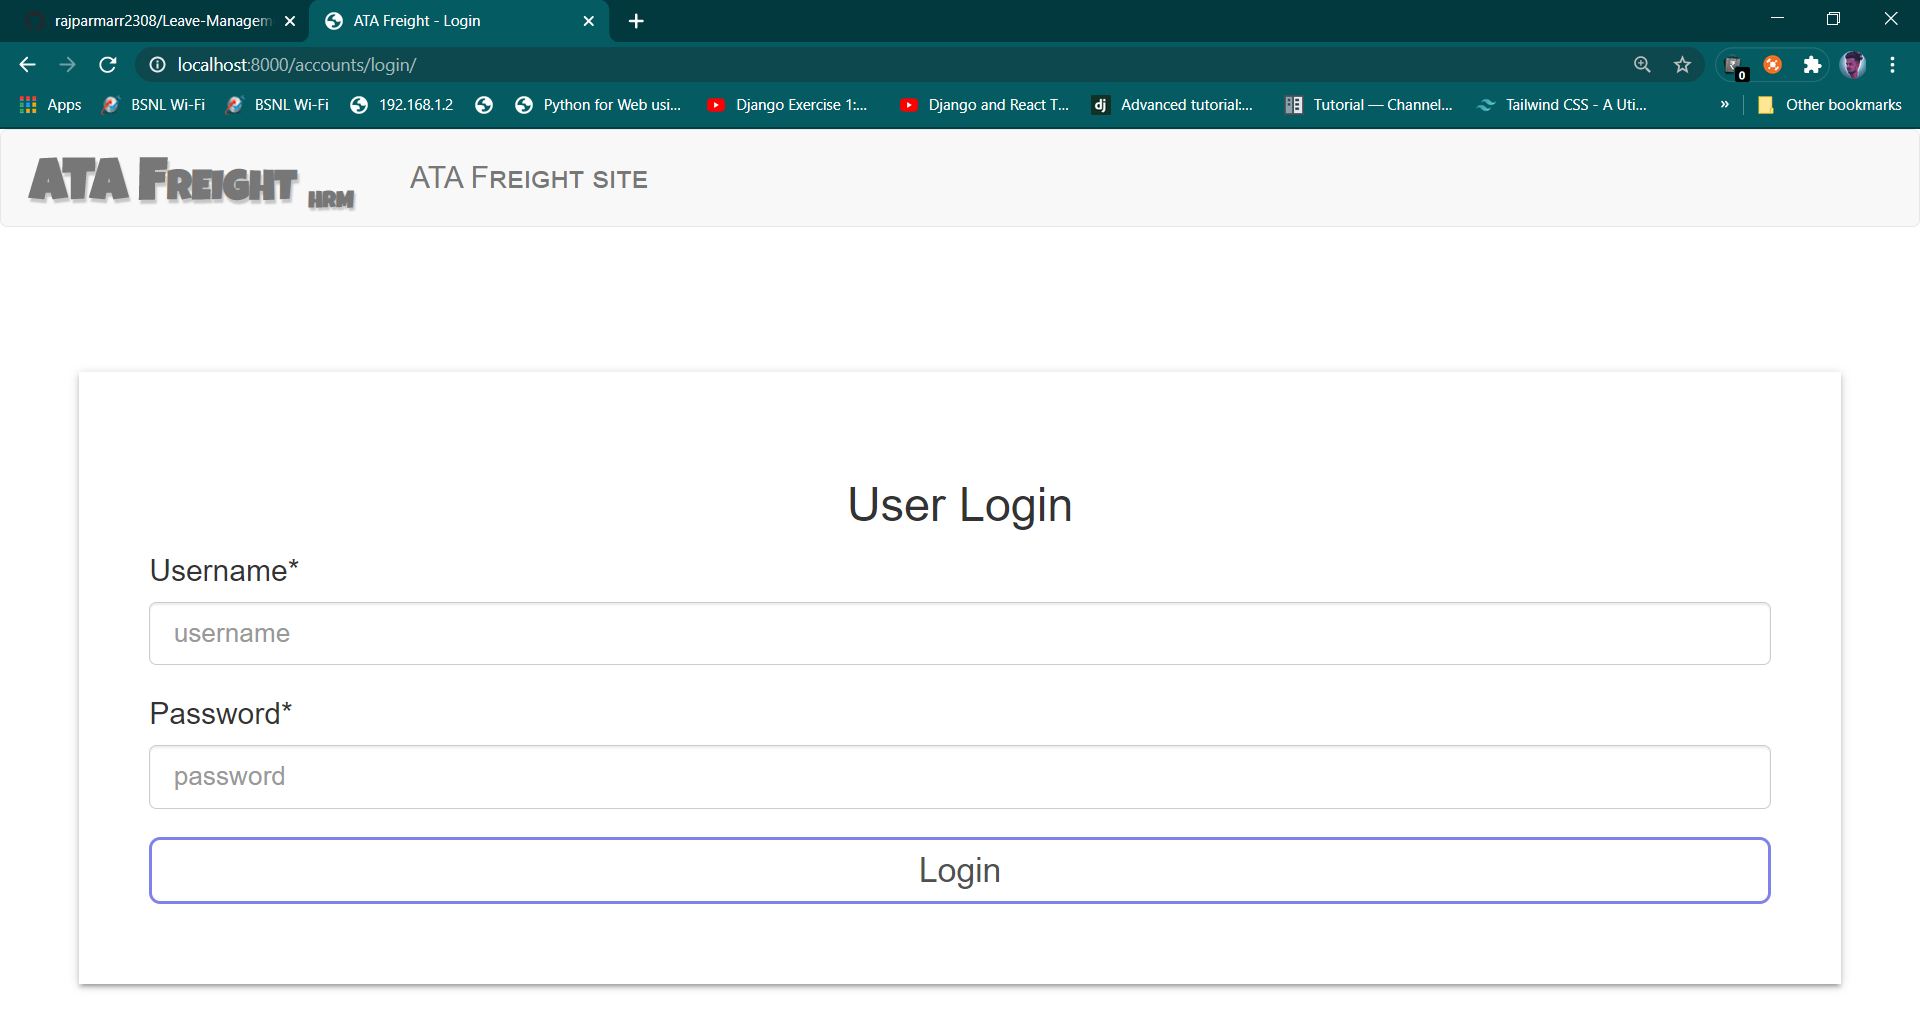 rajparmarr2308/Leave-Managem
ATA Freight - Login
localhost:8000/accounts/login/
0
Apps
BSNL Wi-Fi
BSNL Wi-Fi
192.168.1.2
Python for Web usi...
Django Exercise 1:...
Django and React T...
dj
Advanced tutorial:...
Tutorial — Channel...
Tailwind CSS - A Uti...
»
Other bookmarks
ATA Freight HRM
ATA Freight site
User Login
Username*
username
Password*
password
Login